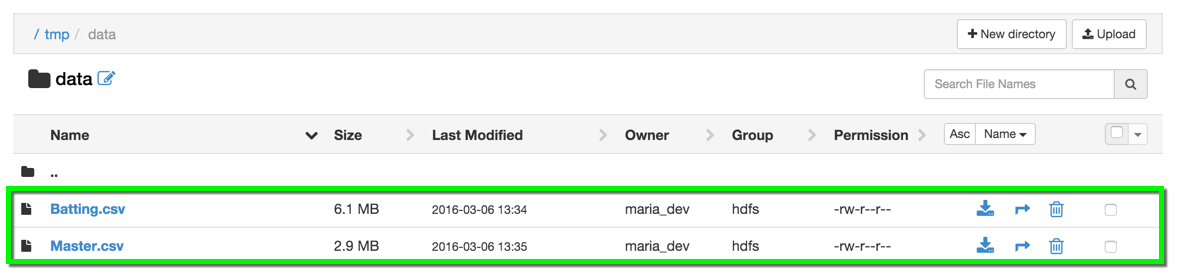 / tmp / data
+ New directory
Upload
data
Search File Names
Name Size Last Modified Owner Group Permission Asc Name
..
Batting.csv 6.1 MB 2016-03-06 13:34 maria_dev hdfs -rw-r--r--
Master.csv 2.9 MB 2016-03-06 13:35 maria_dev hdfs -rw-r--r--